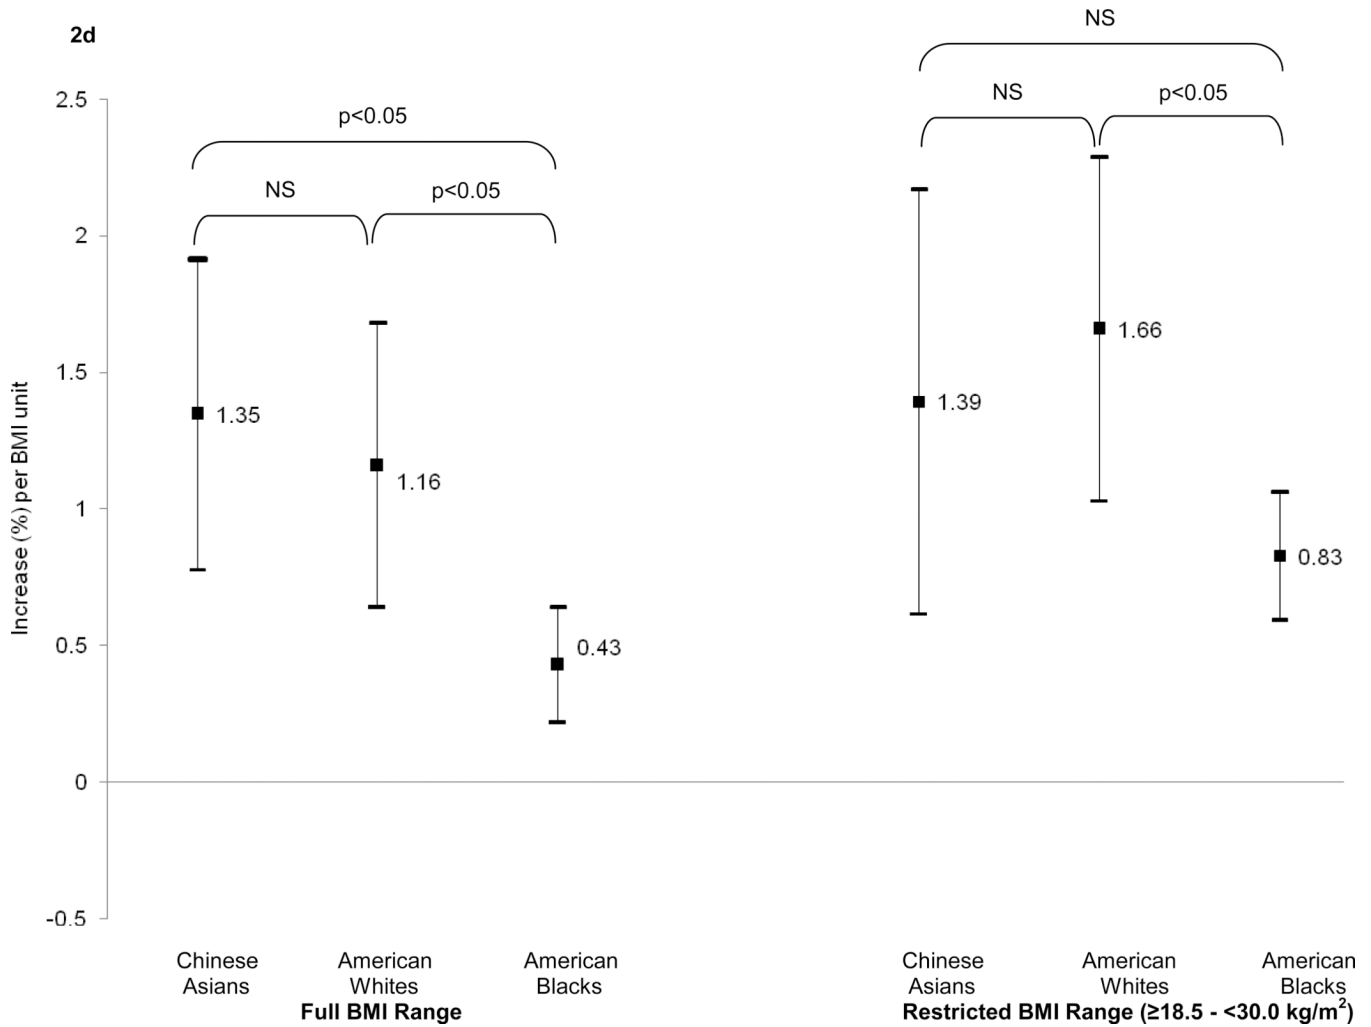 2d
NS
NS
p<0.05
p<0.05
NS
p<0.05
2.5
2
1.5
1
0.5
0
-0.5
Increase (%) per BMI unit
1.35
1.16
0.43
1.39
1.66
0.83
Chinese
Asians
American
Whites
American
Blacks
Full BMI Range
Chinese
Asians
American
Whites
American
Blacks
Restricted BMI Range (≥18.5 - <30.0 kg/m²)